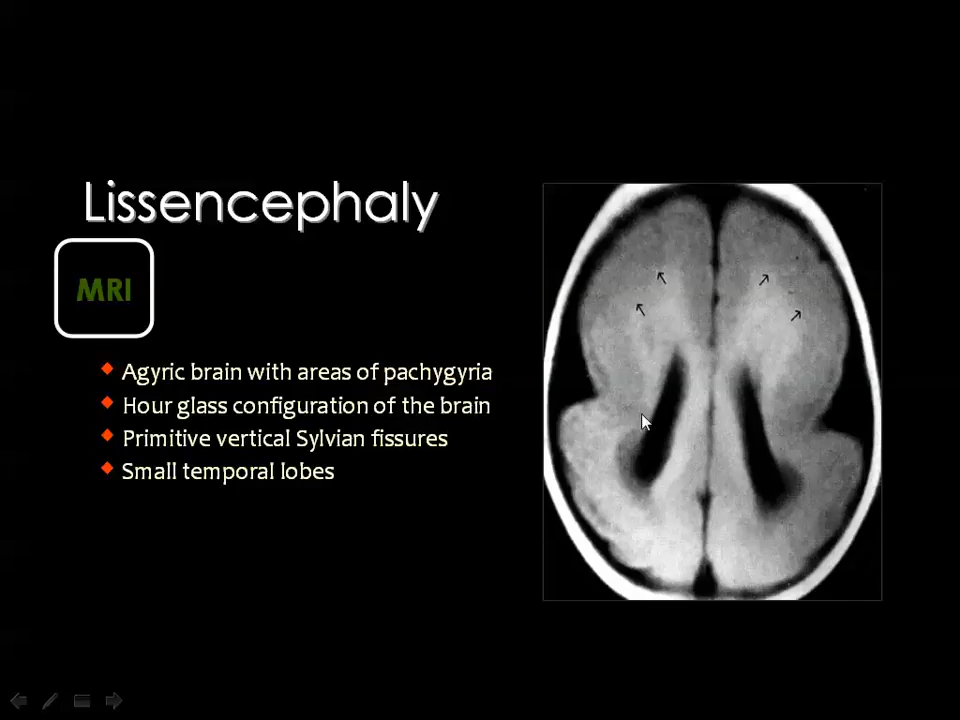 Lissencephaly
MRI
Agyric brain with areas of pachygyria
Hour glass configuration of the brain
Primitive vertical Sylvian fissures
Small temporal lobes